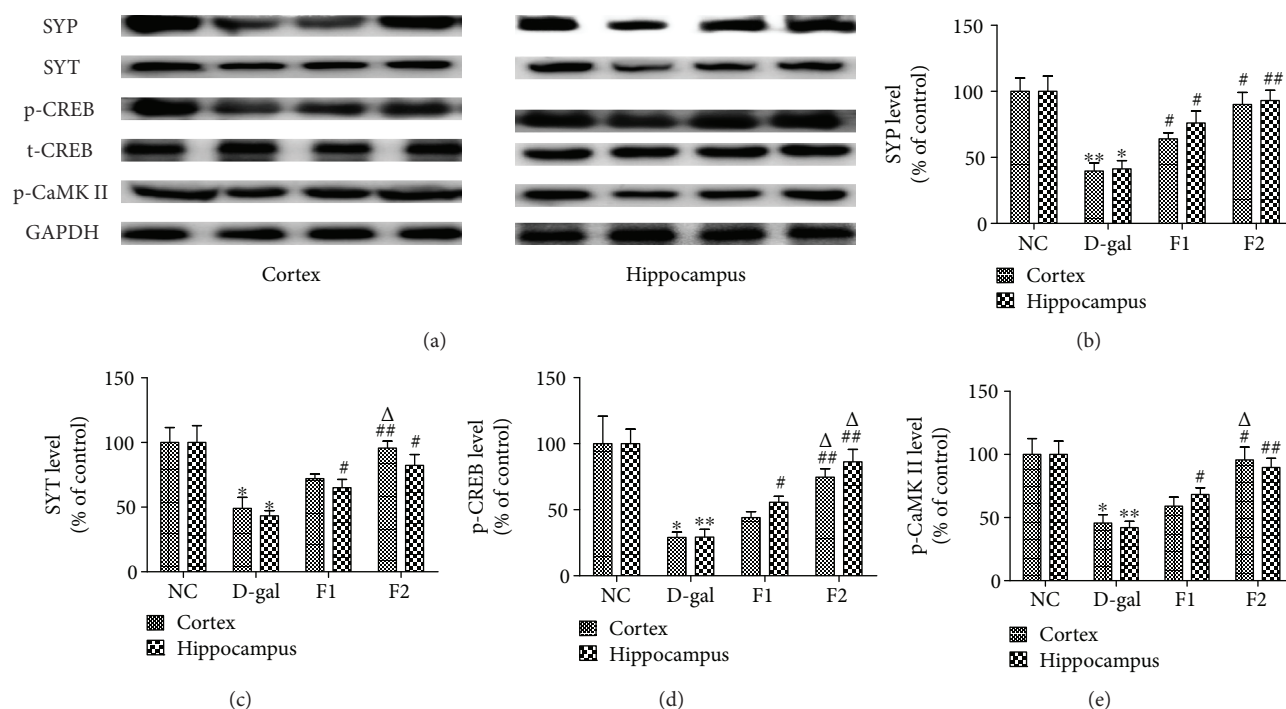 SYP
SYT
p-CREB
t-CREB
p-CaMK II
GAPDH
Cortex
Hippocampus
(a)
SYP level
(% of control)
150
100
50
0
** * # # # ##
NC D-gal F1 F2
Cortex
Hippocampus
(b)
SYT level
(% of control)
150
100
50
0
* * # Δ ## #
NC D-gal F1 F2
Cortex
Hippocampus
(c)
p-CREB level
(% of control)
150
100
50
0
* ** # Δ ## Δ ##
NC D-gal F1 F2
Cortex
Hippocampus
(d)
p-CaMK II level
(% of control)
150
100
50
0
* ** # Δ # ##
NC D-gal F1 F2
Cortex
Hippocampus
(e)